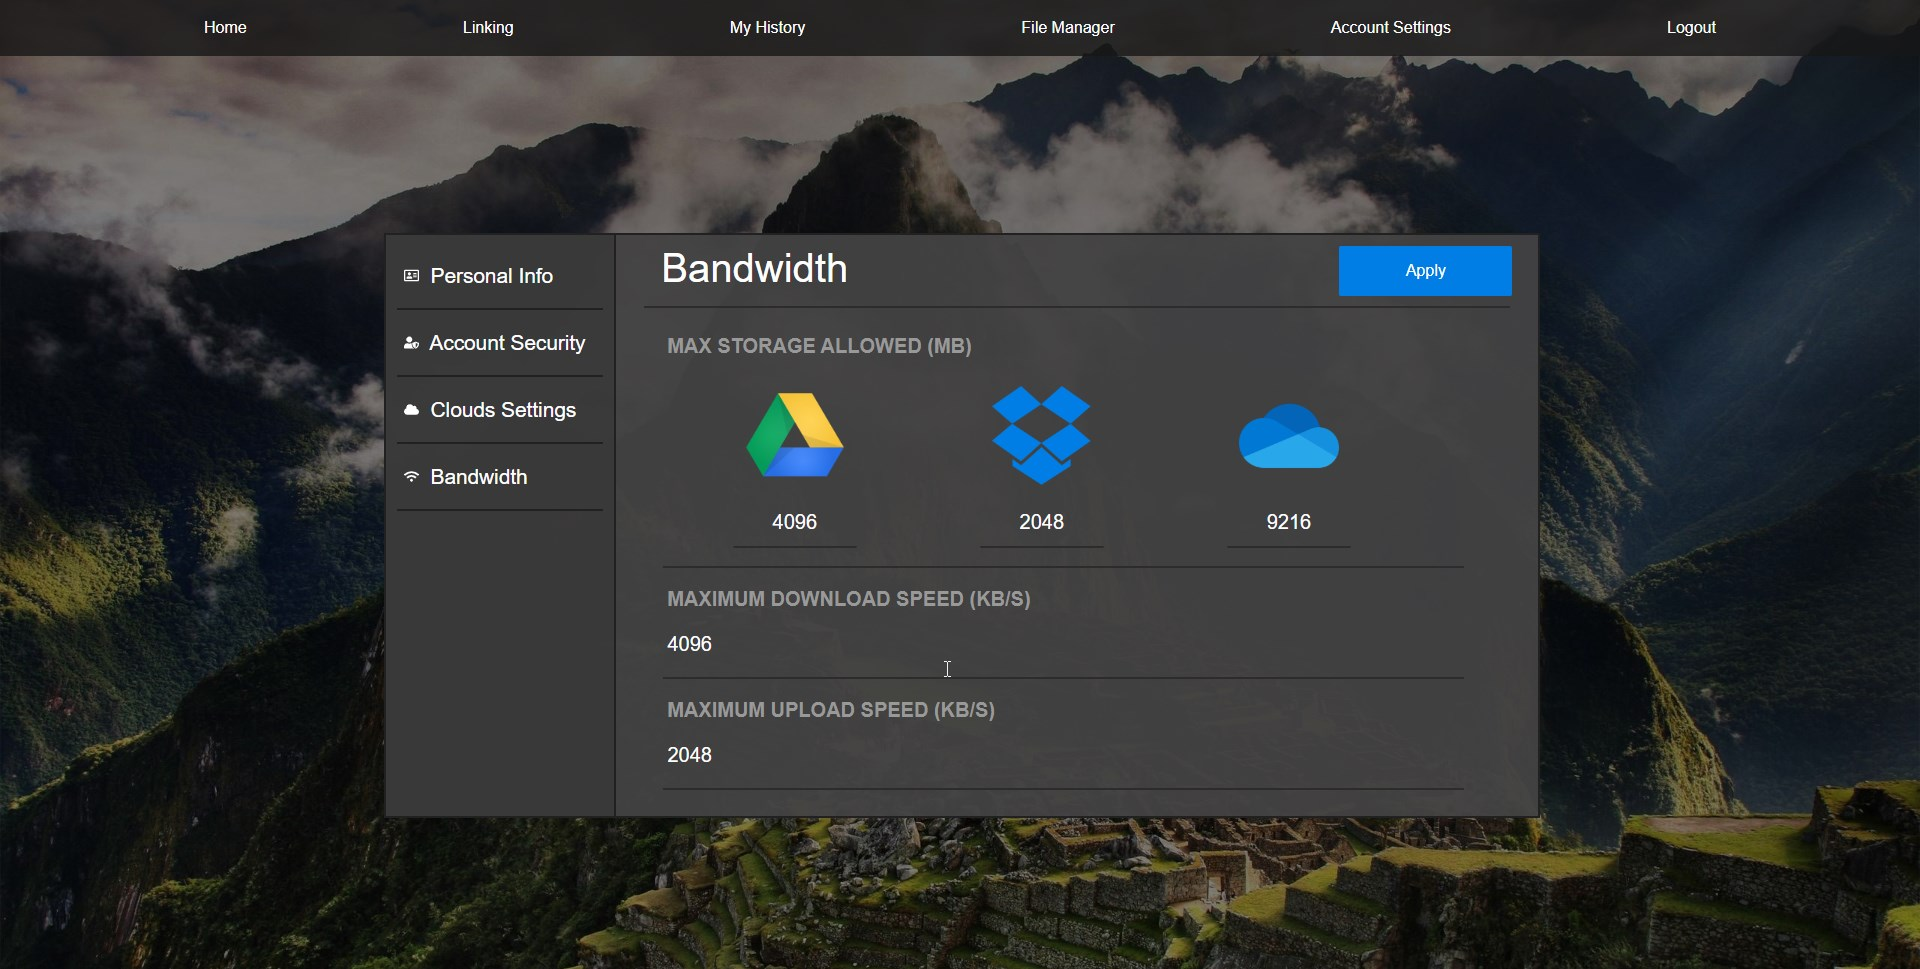 Home
Linking
My History
File Manager
Account Settings
Logout
Personal Info
Account Security
Clouds Settings
Bandwidth
Bandwidth
Apply
MAX STORAGE ALLOWED (MB)
4096
2048
9216
MAXIMUM DOWNLOAD SPEED (KB/S)
4096
MAXIMUM UPLOAD SPEED (KB/S)
2048